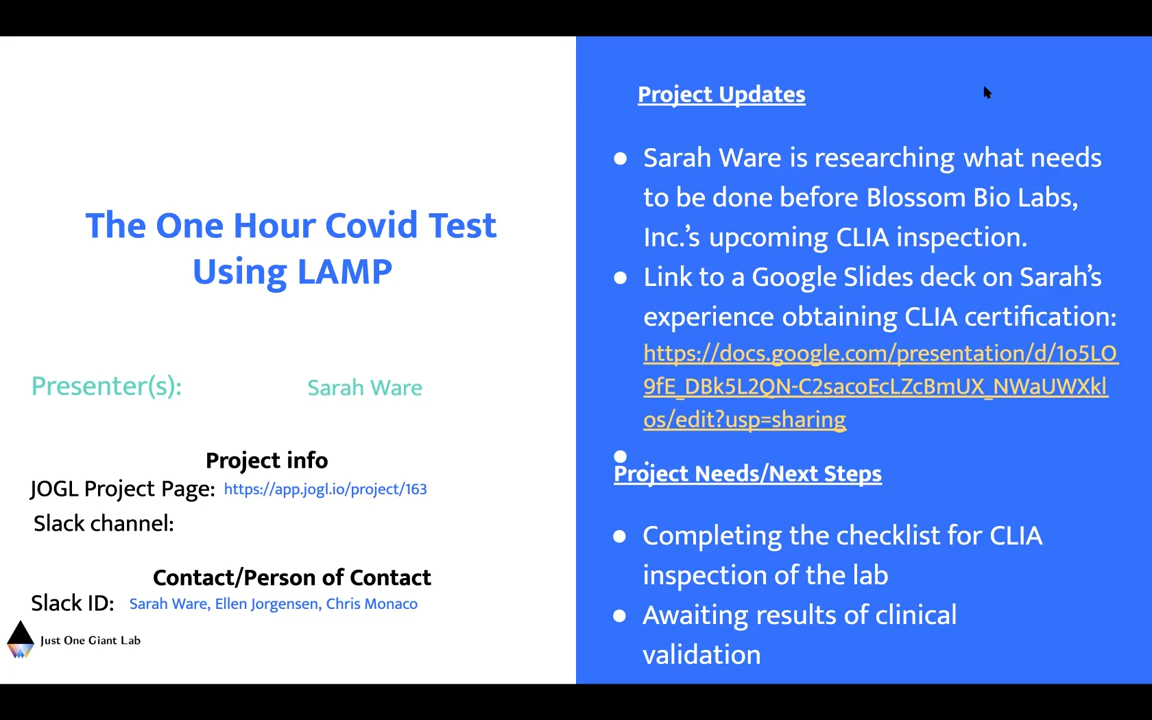 The One Hour Covid Test
Using LAMP
Presenter(s):
Sarah Ware
Project info
JOGL Project Page: https://app.jogl.io/project/163
Slack channel:
Contact/Person of Contact
Slack ID: Sarah Ware, Ellen Jorgensen, Chris Monaco
Just One Giant Lab
Project Updates
● Sarah Ware is researching what needs
to be done before Blossom Bio Labs,
Inc.’s upcoming CLIA inspection.
● Link to a Google Slides deck on Sarah’s
experience obtaining CLIA certification:
https://docs.google.com/presentation/d/1o5LO
9fE_DBk5L2QN-C2sacoEcLZcBmUX_NWaUWXkl
os/edit?usp=sharing
● .
Project Needs/Next Steps
● Completing the checklist for CLIA
inspection of the lab
● Awaiting results of clinical
validation